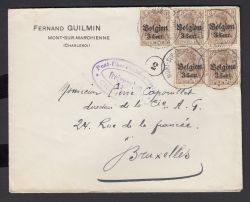 FERNAND GUILMIN
MONT-SUR-MARCHIENNE
(CHARLEROI)
Belgien
3 Cent.
Belgien
3 Cent.
Belgien
3 Cent.
Belgien
3 Cent.
Belgien
3 Cent.
Monsieur Pierre Capouillet
directeur de la Cie A. G.
24. Rue de la fiancée
Bruxelles